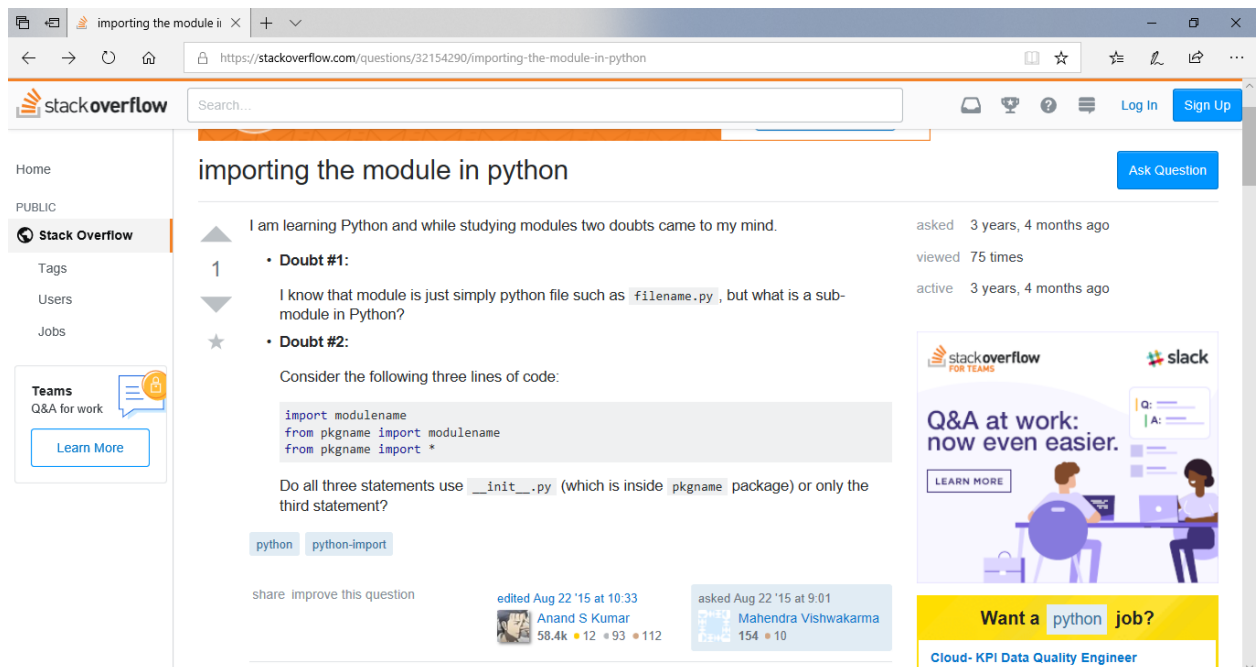 importing the module i
https://stackoverflow.com/questions/32154290/importing-the-module-in-python
stack overflow
Search...
Log In
Sign Up
Home
PUBLIC
Stack Overflow
Tags
Users
Jobs
Teams
Q&A for work
Learn More
importing the module in python
Ask Question
1
I am learning Python and while studying modules two doubts came to my mind.
• Doubt #1:
I know that module is just simply python file such as filename.py , but what is a sub-
module in Python?
• Doubt #2:
Consider the following three lines of code:
import modulename
from pkgname import modulename
from pkgname import *
Do all three statements use __init__.py (which is inside pkgname package) or only the
third statement?
python python-import
share improve this question
edited Aug 22 '15 at 10:33
Anand S Kumar
58.4k 12 93 112
asked Aug 22 '15 at 9:01
Mahendra Vishwakarma
154 10
asked 3 years, 4 months ago
viewed 75 times
active 3 years, 4 months ago
stackoverflow
FOR TEAMS
slack
Q:
A:
Q&A at work:
now even easier.
LEARN MORE
Want a python job?
Cloud- KPI Data Quality Engineer